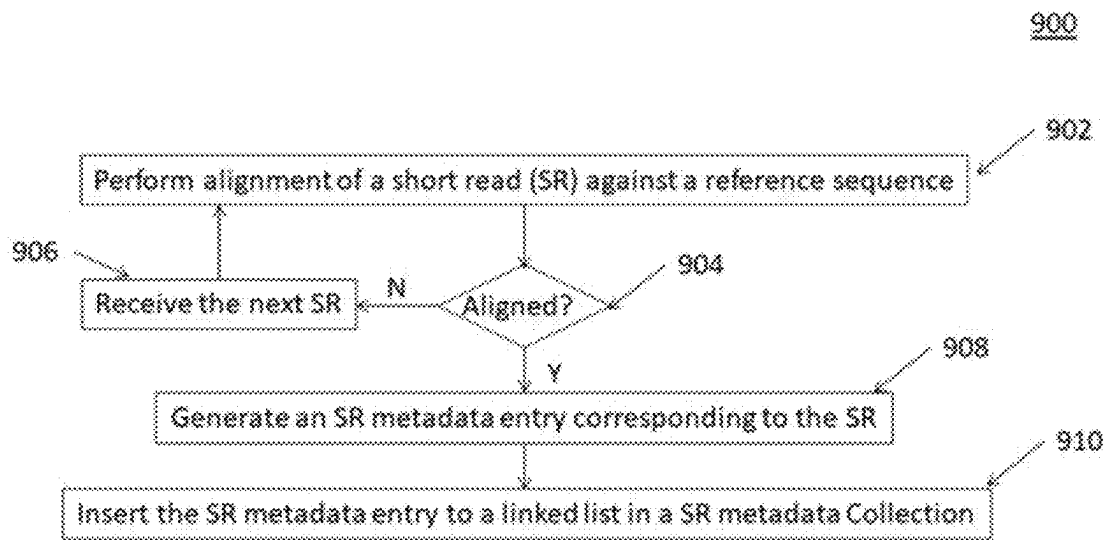 900
902
Perform alignment of a short read (SR) against a reference sequence
906
904
N
Receive the next SR
Aligned?
908
Y
Generate an SR metadata entry corresponding to the SR
910
Insert the SR metadata entry to a linked list in a SR metadata Collection